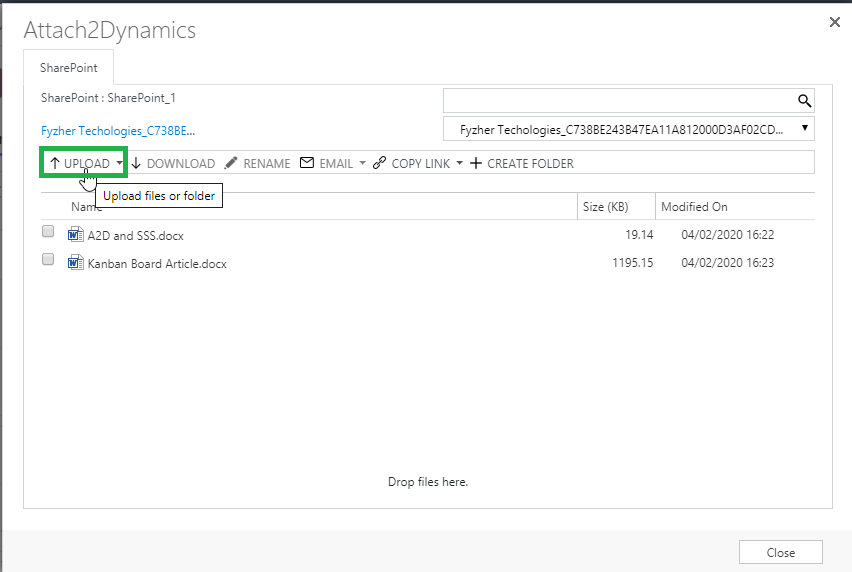 Attach2Dynamics
SharePoint
SharePoint : SharePoint_1
Fyzher Techologies_C738BE...
Fyzher Techologies_C738BE243B47EA11A812000D3AF02CD...
UPLOAD DOWNLOAD RENAME EMAIL COPY LINK CREATE FOLDER
Upload files or folder
Name Size (KB) Modified On
A2D and SSS.docx 19.14 04/02/2020 16:22
Kanban Board Article.docx 1195.15 04/02/2020 16:23
Drop files here.
Close